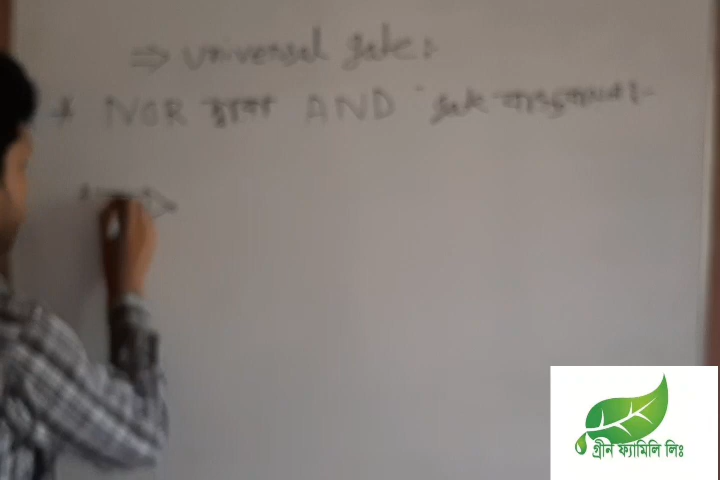 ⇒ Universal gate:
* NOR দ্বারা AND gate বাস্তবায়ন:-
A
গ্রীন ফ্যামিলি লিঃ